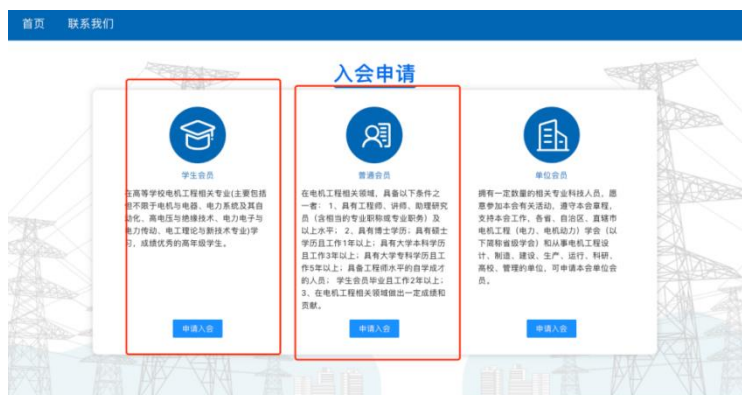 首页 联系我们
入会申请
学生会员
在高等学校电机工程相关专业(主要包括
但不限于电机与电器、电力系统及其自
动化、高电压与绝缘技术、电力电子与
电力传动、电工理论与新技术专业)学
习，成绩优秀的高年级学生。
申请入会
普通会员
在电机工程相关领域，具备以下条件之
一者： 1、具有工程师、讲师、助理研究
员（含相当的专业职称或专业职务）及
以上水平； 2、具有博士学历；具有硕士
学历且工作1年以上；具有大学本科学历
且工作3年以上；具有大学专科学历且工
作5年以上；具备工程师水平的自学成才
的人员； 学生会员毕业且工作2年以上；
3、在电机工程相关领域做出一定成绩和
贡献。
申请入会
单位会员
拥有一定数量的相关专业科技人员，愿
意参加本会有关活动，遵守本会章程，
支持本会工作，各省、自治区、直辖市
电机工程（电力、电机动力）学会（以
下简称省级学会）和从事电机工程设
计、制造、建设、生产、运行、科研、
高校、管理的单位，可申请本会单位会
员。
申请入会